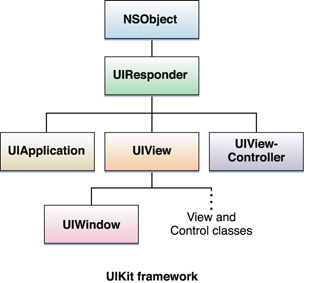 NSObject
UIResponder
UIApplication
UIView
UIView-
Controller
UIWindow
View and
Control classes
UIKit framework